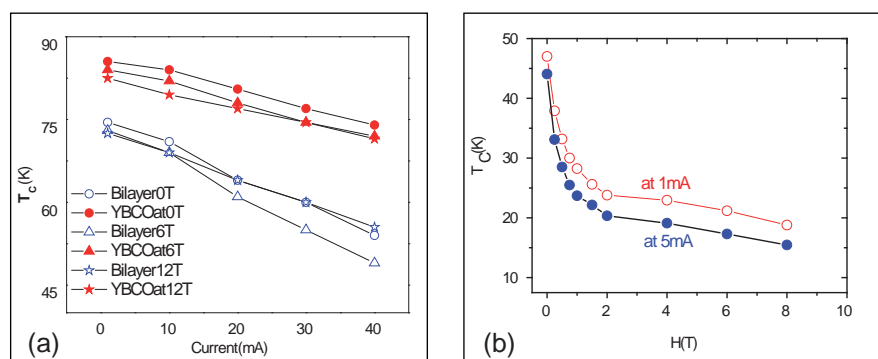 90
75
60
45
T_c(K)
Bilayer0T
YBCOat0T
Bilayer6T
YBCOat6T
Bilayer12T
YBCOat12T
0 10 20 30 40
Current(mA)
(a)
50
40
30
20
10
T_C(K)
at 1mA
at 5mA
0 2 4 6 8 10
H(T)
(b)